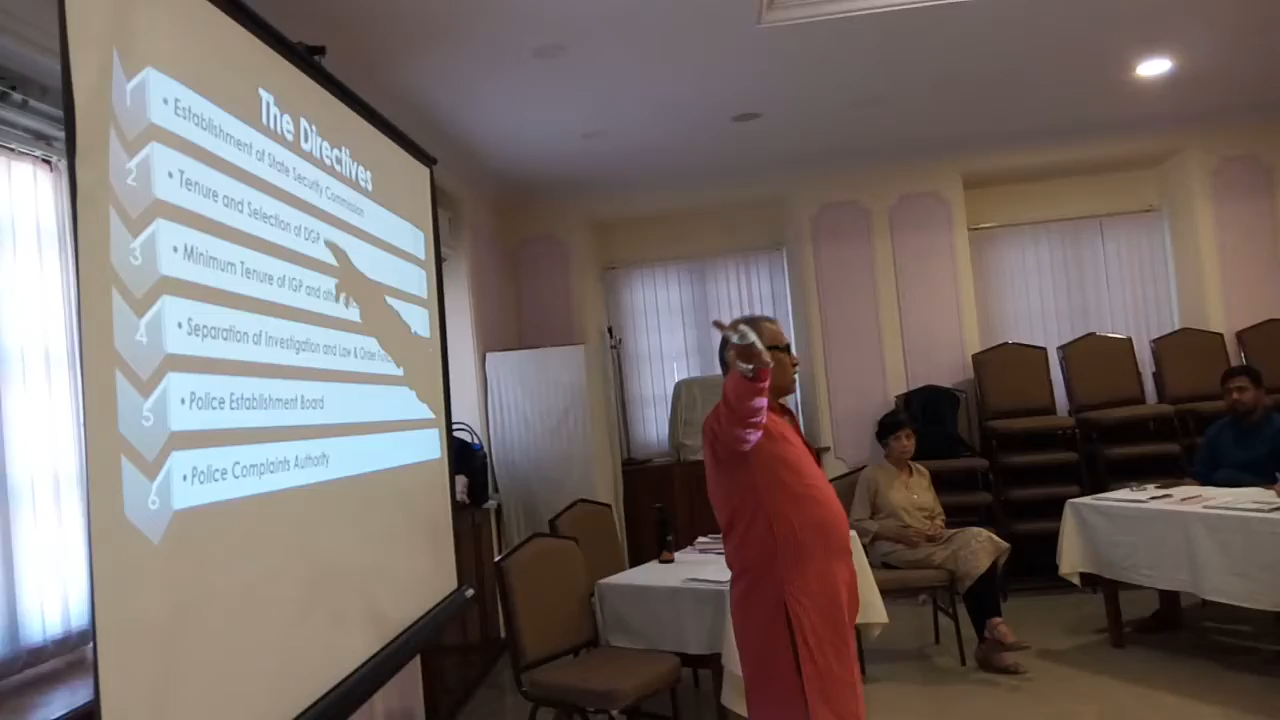 The Directives
1
• Establishment of State Security Commission
2
• Tenure and Selection of DGP
3
• Minimum Tenure of IGP and
4
• Separation of Investigation and Law & Order
5
• Police Establishment Board
6
• Police Complaints Authority